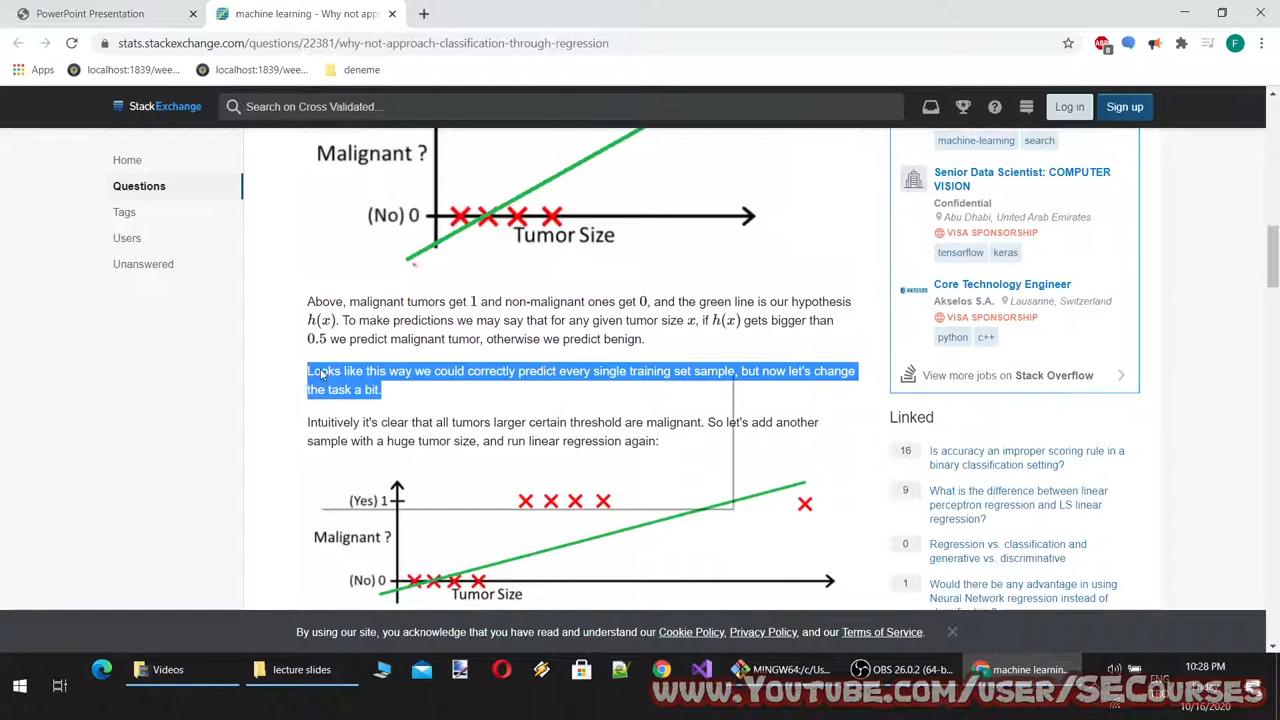 PowerPoint Presentation
machine learning - Why not app
stats.stackexchange.com/questions/22381/why-not-approach-classification-through-regression
8
F
Apps
localhost:1839/wee...
localhost:1839/wee...
deneme
StackExchange
Search on Cross Validated...
Log in
Sign up
Home
Questions
Tags
Users
Unanswered
Malignant ?
(No) 0
Tumor Size
Above, malignant tumors get 1 and non-malignant ones get 0, and the green line is our hypothesis
h(x). To make predictions we may say that for any given tumor size x, if h(x) gets bigger than
0.5 we predict malignant tumor, otherwise we predict benign.
Looks like this way we could correctly predict every single training set sample, but now let's change
the task a bit.
Intuitively it's clear that all tumors larger certain threshold are malignant. So let's add another
sample with a huge tumor size, and run linear regression again:
(Yes) 1
Malignant ?
(No) 0
Tumor Size
machine-learning
search
Senior Data Scientist: COMPUTER
VISION
Confidential
Abu Dhabi, United Arab Emirates
VISA SPONSORSHIP
tensorflow
keras
Core Technology Engineer
AKSELOS
Akselos S.A.
Lausanne, Switzerland
VISA SPONSORSHIP
python
c++
View more jobs on Stack Overflow
Linked
16
Is accuracy an improper scoring rule in a
binary classification setting?
9
What is the difference between linear
perceptron regression and LS linear
regression?
0
Regression vs. classification and
generative vs. discriminative
1
Would there be any advantage in using
Neural Network regression instead of
By using our site, you acknowledge that you have read and understand our Cookie Policy, Privacy Policy, and our Terms of Service.
Videos
lecture slides
MINGW64:/c/Us...
OBS 26.0.2 (64-b...
machine learnin...
ENG
10:28 PM
10/16/2020
www.Youtube.com/user/SECourses